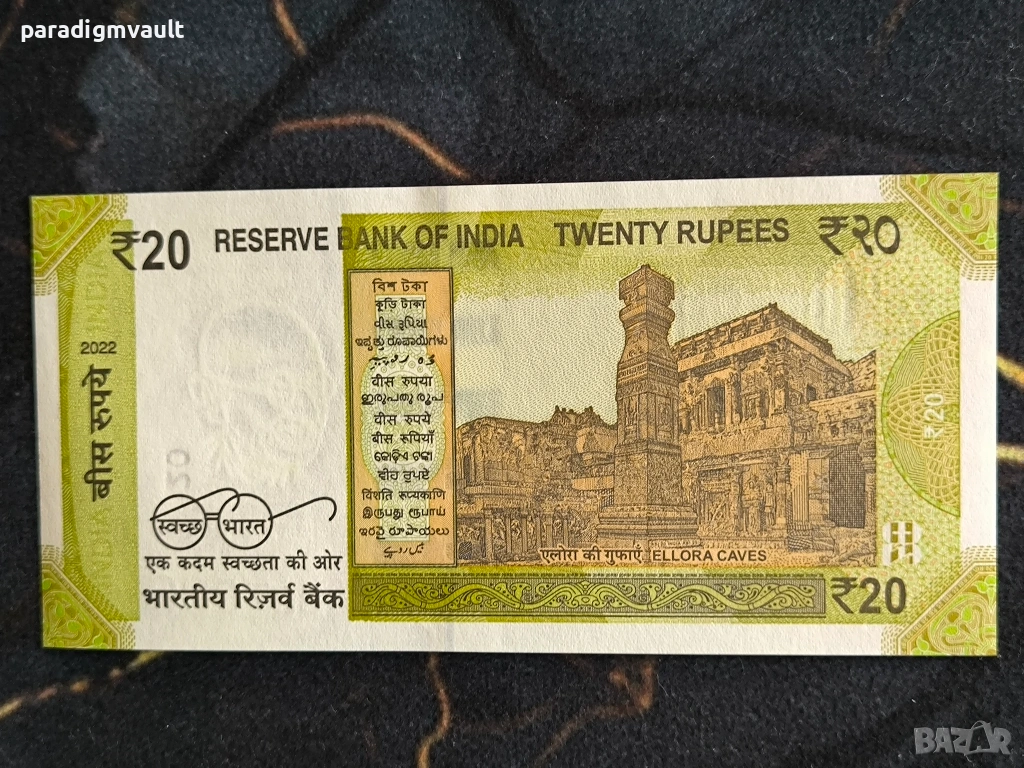 paradigmvault
₹20
RESERVE BANK OF INDIA TWENTY RUPEES ₹२०
2022
बीस रुपये
বিশ টকা
কুড়ি টাকা
વીસ રૂપિયા
ಇಪ್ಪತ್ತು ರೂಪಾಯಿಗಳು
वीस रुपया
ഇരുപതു രൂപ
वीस रुपये
बीस रुपियाँ
କୋଡ଼ିଏ ଟଙ୍କା
ਵੀਹ ਰੁਪਏ
विंशति रूप्यकाणि
இருபது ரூபாய்
ఇరవై రూపాయలు
₹20
स्वच्छ भारत
एक कदम स्वच्छता की ओर
भारतीय रिज़र्व बैंक
एलोरा की गुफाएँ ELLORA CAVES
₹20
BAZAR